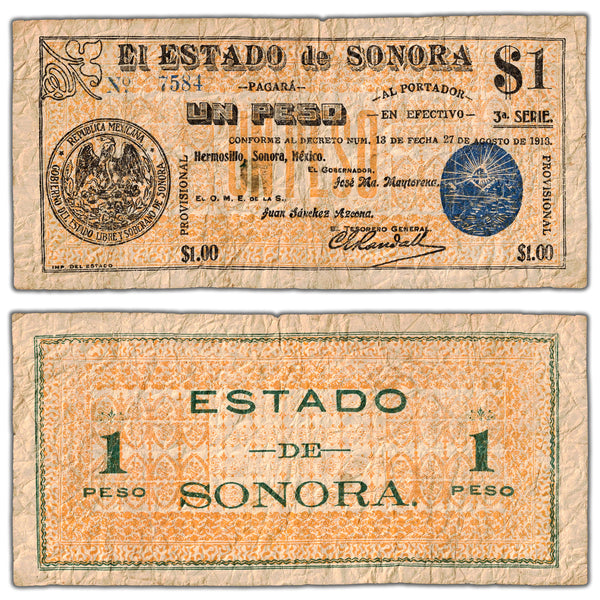 El ESTADO de SONORA
No. 7584
—PAGARÁ—
$1
UN PESO
—AL PORTADOR—
—EN EFECTIVO—
3a. SERIE.
CONFORME AL DECRETO NUM. 13 DE FECHA 27 DE AGOSTO DE 1913.
REPUBLICA MEXICANA
GOBIERNO DEL ESTADO LIBRE Y SOBERANO DE SONORA.
PROVISIONAL
UN PESO
Hermosillo, Sonora, México.
EL GOBERNADOR,
José Ma. Maytorena.
EL O. M. E. DE LA S.,
Juan Sánchez Azcona.
EL TESORERO GENERAL,
C E Randall
PROVISIONAL
$1.00
$1.00
IMP. DEL ESTADO
ESTADO
—DE—
SONORA.
1
PESO
1
PESO